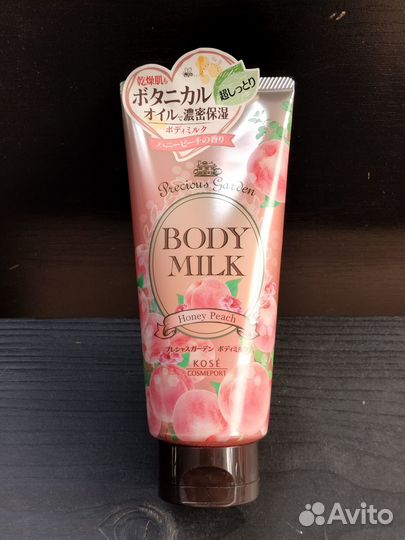 乾燥肌も
ボタニカル
オイルで濃密保湿
ボディミルク
ハニーピーチの香り
超しっとり
Precious Garden
BODY
MILK
Honey Peach
プレシャスガーデン ボディミルク
KOSÉ
COSMEPORT
Avito